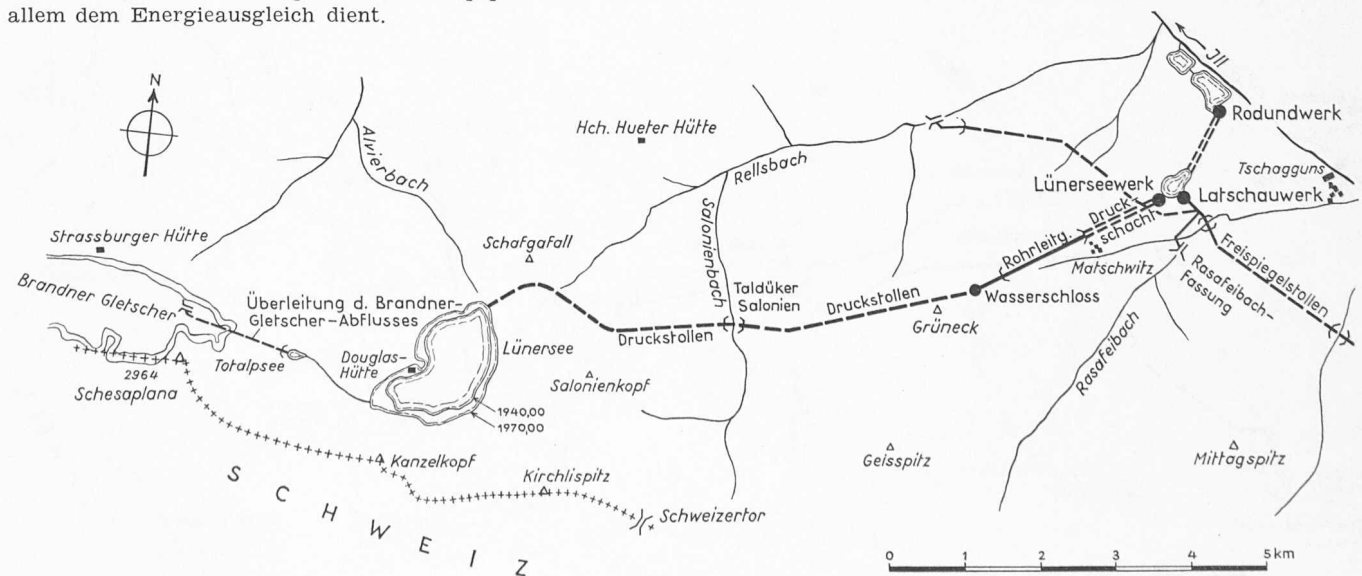 allem dem Energieausgleich dient.
N
Jll
Rodundwerk
Hch. Hueter Hütte
Alvierbach
Rellsbach
Tschagguns
Lünerseewerk
Latschauwerk
Druck-
schacht
Strassburger Hütte
Schafgafall
Salonienbach
Rohrleitg.
Matschwitz
Freispiegelstollen
Rasafeibach-
Fassung
Brandner Gletscher
Überleitung d. Brandner-
Gletscher-Abflusses
Taldüker
Salonien
Druckstollen
Wasserschloss
Grüneck
Lünersee
Druckstollen
Totalpsee
Douglas-
Hütte
2964
Schesaplana
Salonienkopf
Rasafeibach
1940,00
1970,00
Kanzelkopf
Geisspitz
Mittagspitz
Kirchlispitz
Schweizertor
SCHWEIZ
0 1 2 3 4 5 km